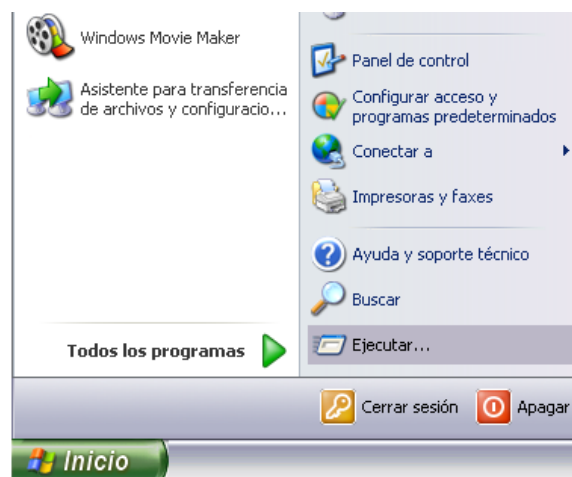 Windows Movie Maker
Asistente para transferencia
de archivos y configuracio...
Todos los programas
Panel de control
Configurar acceso y
programas predeterminados
Conectar a
Impresoras y faxes
Ayuda y soporte técnico
Buscar
Ejecutar...
Cerrar sesión
Apagar
Inicio